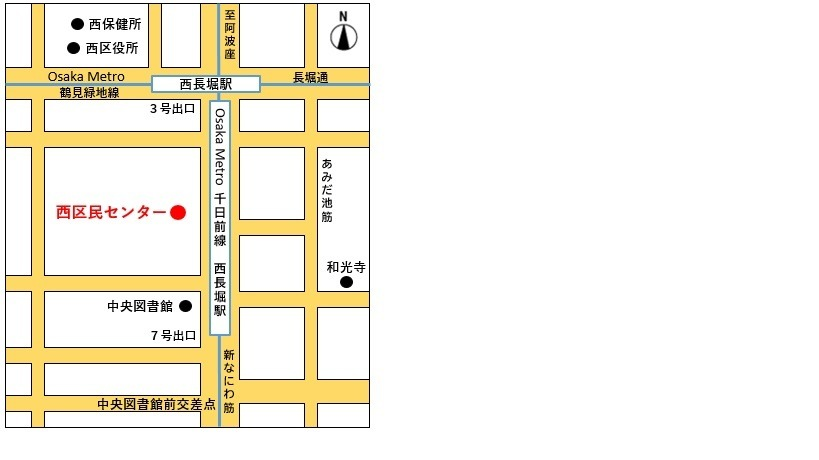 至阿波座
N
西保健所
西区役所
Osaka Metro
西長堀駅
長堀通
鶴見緑地線
３号出口
Osaka Metro 千日前線 西長堀駅
あみだ池筋
西区民センター
和光寺
中央図書館
７号出口
新なにわ筋
中央図書館前交差点